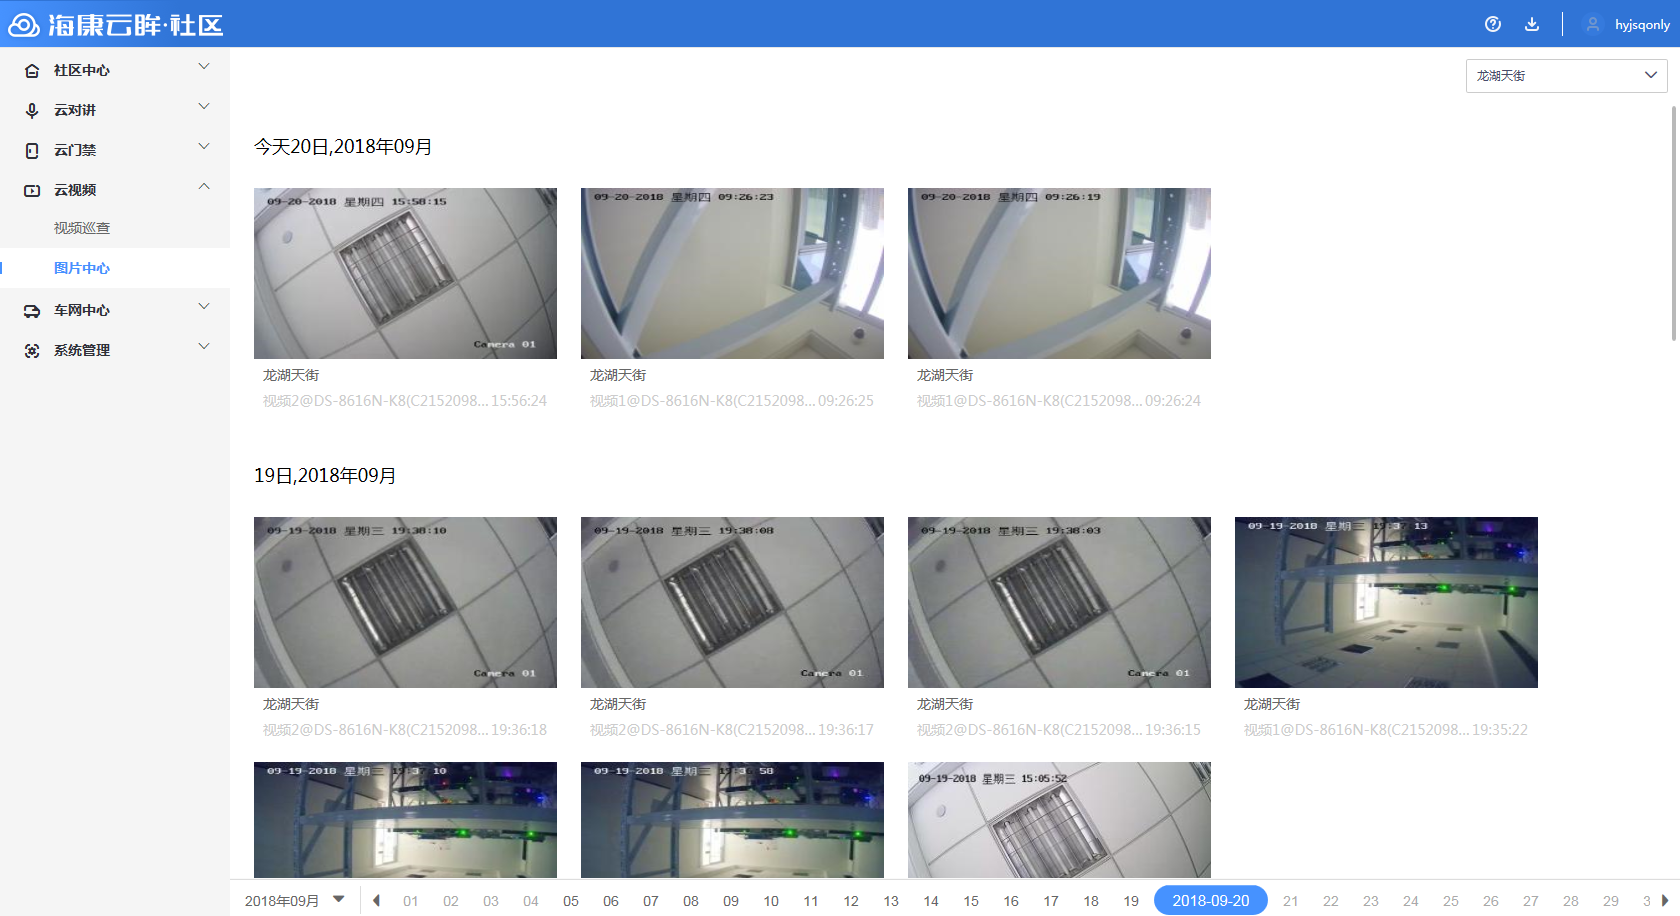 海康云眸·社区
hyjsqonly
社区中心
云对讲
云门禁
云视频
视频巡查
图片中心
车网中心
系统管理
龙湖天街
今天20日,2018年09月
09-20-2018 星期四 15:58:15
Camera 01
龙湖天街
视频2@DS-8616N-K8(C2152098... 15:56:24
09-20-2018 星期四 09:26:23
龙湖天街
视频1@DS-8616N-K8(C2152098... 09:26:25
09-20-2018 星期四 09:26:19
龙湖天街
视频1@DS-8616N-K8(C2152098... 09:26:24
19日,2018年09月
09-19-2018 星期三 19:38:10
Camera 01
龙湖天街
视频2@DS-8616N-K8(C2152098... 19:36:18
09-19-2018 星期三 19:38:08
Camera 01
龙湖天街
视频2@DS-8616N-K8(C2152098... 19:36:17
09-19-2018 星期三 19:38:03
Camera 01
龙湖天街
视频2@DS-8616N-K8(C2152098... 19:36:15
09-19-2018 星期三 19:37:13
龙湖天街
视频1@DS-8616N-K8(C2152098... 19:35:22
09-19-2018 星期三 19:37:10
09-19-2018 星期三
09-19-2018 星期三 15:05:52
2018年09月 01 02 03 04 05 06 07 08 09 10 11 12 13 14 15 16 17 18 19 2018-09-20 21 22 23 24 25 26 27 28 29